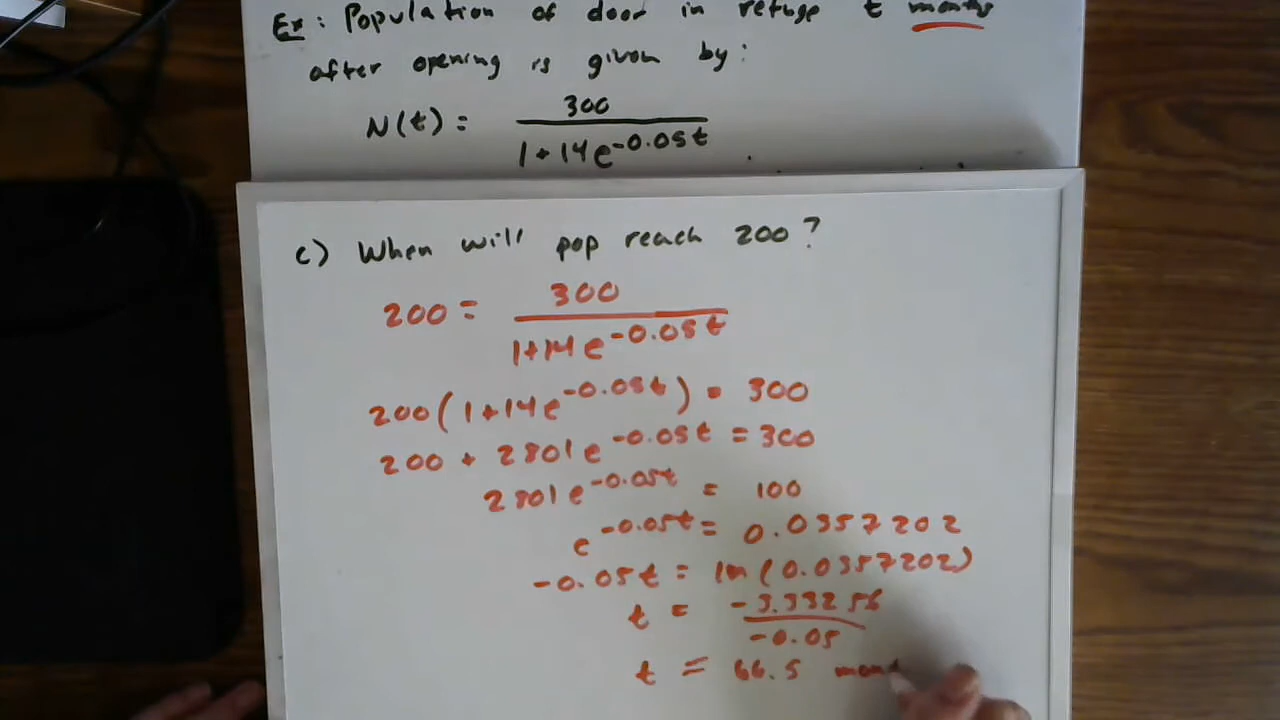 Ex: Population of deer in refuge t months
after opening is given by:
N(t) = 300 / 1+14e^-0.05t
c) When will pop reach 200?
200 = 300 / 1+14e^-0.05t
200(1+14e^-0.05t) = 300
200 + 2801e^-0.05t = 300
2801e^-0.05t = 100
e^-0.05t = 0.0357202
-0.05t = ln(0.0357202)
t = -3.33256 / -0.05
t = 66.5 mont